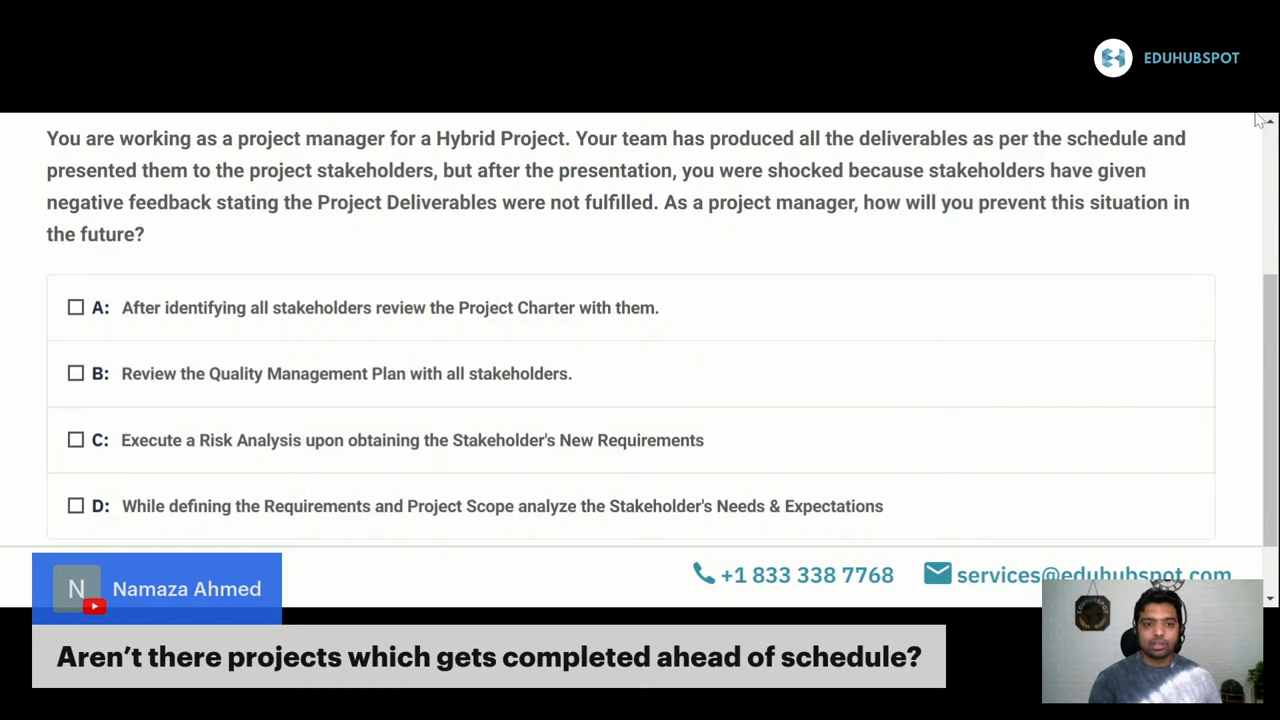 EDUHUBSPOT
You are working as a project manager for a Hybrid Project. Your team has produced all the deliverables as per the schedule and
presented them to the project stakeholders, but after the presentation, you were shocked because stakeholders have given
negative feedback stating the Project Deliverables were not fulfilled. As a project manager, how will you prevent this situation in
the future?
A: After identifying all stakeholders review the Project Charter with them.
B: Review the Quality Management Plan with all stakeholders.
C: Execute a Risk Analysis upon obtaining the Stakeholder's New Requirements
D: While defining the Requirements and Project Scope analyze the Stakeholder's Needs & Expectations
+1 833 338 7768 services@eduhubspot.com
N Namaza Ahmed
Aren't there projects which gets completed ahead of schedule?